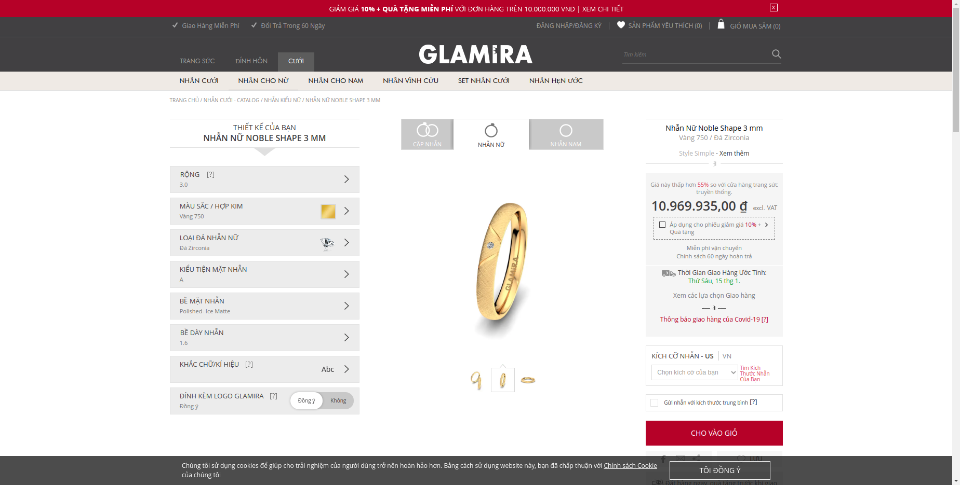 GIẢM GIÁ 10% + QUÀ TẶNG MIỄN PHÍ VỚI ĐƠN HÀNG TRÊN 10.000.000 VND | XEM CHI TIẾT
Giao Hàng Miễn Phí
Đổi Trả Trong 60 Ngày
ĐĂNG NHẬP/ĐĂNG KÝ
SẢN PHẨM YÊU THÍCH (0)
GIỎ MUA SẮM (0)
TRANG SỨC
ĐÍNH HÔN
CƯỚI
GLAMIRA
Tìm kiếm
NHẪN CƯỚI
NHẪN CHO NỮ
NHẪN CHO NAM
NHẪN VĨNH CỬU
SET NHẪN CƯỚI
NHẪN HẸN ƯỚC
TRANG CHỦ / NHẪN CƯỚI - CATALOG / NHẪN KIỂU NỮ / NHẪN NỮ NOBLE SHAPE 3 MM
THIẾT KẾ CỦA BẠN
NHẪN NỮ NOBLE SHAPE 3 MM
RỘNG [?]
3.0
MÀU SẮC / HỢP KIM
Vàng 750
LOẠI ĐÁ NHẪN NỮ
Đá Zirconia
KIỂU TIỆN MẶT NHẪN
A
BỀ MẶT NHẪN
Polished  Ice Matte
BỀ DÀY NHẪN
1.6
KHẮC CHỮ/KÍ HIỆU [?]
Abc
ĐÍNH KÈM LOGO GLAMIRA [?]
Đồng ý
Đồng ý
Không
CẶP NHẪN
NHẪN NỮ
NHẪN NAM
GLAMIRA
Nhẫn Nữ Noble Shape 3 mm
Vàng 750 / Đá Zirconia
Style Simple - Xem thêm
Giá này thấp hơn 55% so với cửa hàng trang sức
truyền thống.
10.969.935,00 ₫ excl. VAT
Áp dụng cho phiếu giảm giá 10% +
Quà tặng
Miễn phí vận chuyển
Chính sách 60 ngày hoàn trả
Thời Gian Giao Hàng Ước Tính:
Thứ Sáu, 15 thg 1.
Xem các lựa chọn Giao hàng
Thông báo giao hàng của Covid-19 [?]
KÍCH CỠ NHẪN - US | VN
Chọn kích cỡ của bạn
Tìm Kích
Thước Nhẫn
Của Bạn
Gửi nhẫn với kích thước trung bình [?]
CHO VÀO GIỎ
Chúng tôi sử dụng cookies để giúp cho trải nghiệm của người dùng trở nên hoàn hảo hơn. Bằng cách sử dụng website này, bạn đã chấp thuận với Chính sách Cookie
của chúng tô
TÔI ĐỒNG Ý